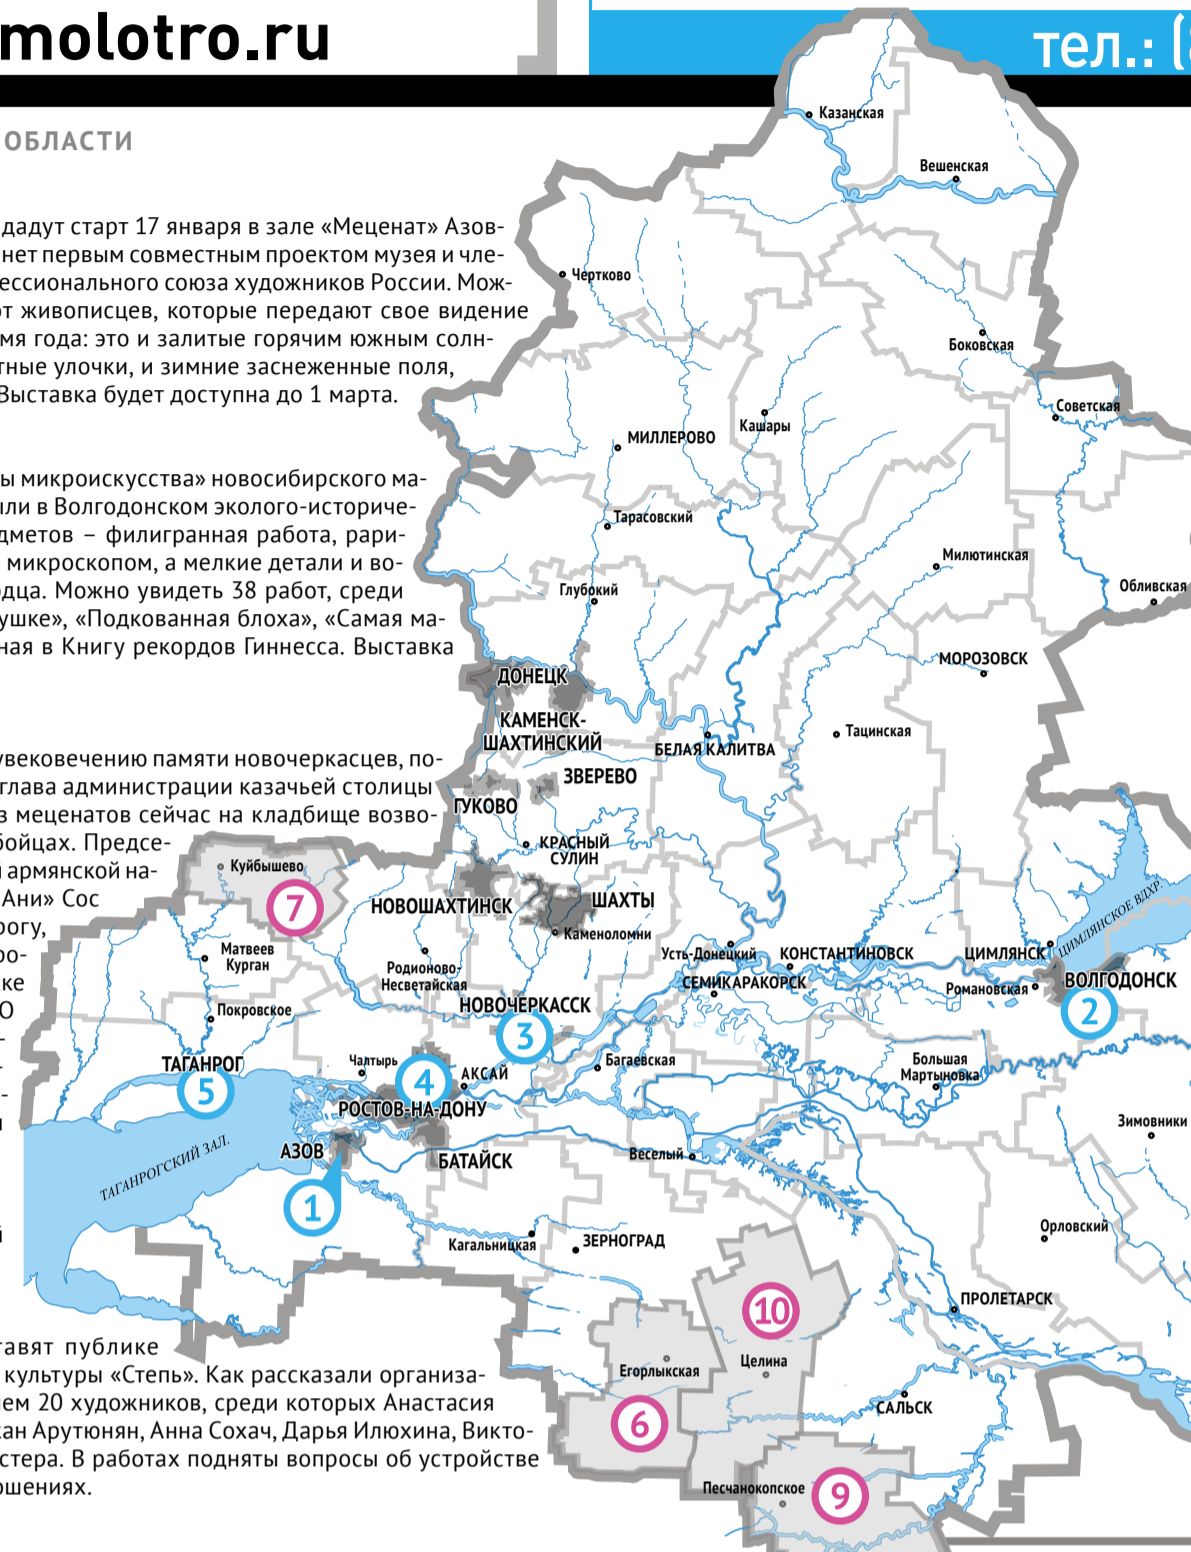 molotro.ru
тел.: (
ОБЛАСТИ
дадут старт 17 января в зале «Меценат» Азов-
нет первым совместным проектом музея и чле-
ессионального союза художников России. Мож-
от живописцев, которые передают свое видение
мя года: это и залитые горячим южным солн-
тные улочки, и зимние заснеженные поля,
Выставка будет доступна до 1 марта.
ы микроискусства» новосибирского ма-
ли в Волгодонском эколого-историче-
дметов – филигранная работа, рари-
микроскопом, а мелкие детали и во-
дца. Можно увидеть 38 работ, среди
ушке», «Подкованная блоха», «Самая ма-
ная в Книгу рекордов Гиннесса. Выставка
увековечению памяти новочеркасцев, по-
глава администрации казачьей столицы
з меценатов сейчас на кладбище возво-
бойцах. Предсе-
й армянской на-
Ани» Сос
рогу,
ро-
ке
О
-
-
тавят публике
культуры «Степь». Как рассказали организа-
ем 20 художников, среди которых Анастасия
кан Арутюнян, Анна Сохач, Дарья Илюхина, Викто-
стера. В работах подняты вопросы об устройстве
ошениях.
Казанская
Вешенская
Чертково
Боковская
Советская
Кашары
МИЛЛЕРОВО
Тарасовский
Милютинская
Обливская
Глубокий
МОРОЗОВСК
ДОНЕЦК
КАМЕНСК-
ШАХТИНСКИЙ
Тацинская
БЕЛАЯ КАЛИТВА
ЗВЕРЕВО
ГУКОВО
КРАСНЫЙ
СУЛИН
Куйбышево
7
НОВОШАХТИНСК
ШАХТЫ
Каменоломни
ЦИМЛЯНСКОЕ ВДХР.
Матвеев
Курган
Родионово-
Несветайская
Усть-Донецкий
КОНСТАНТИНОВСК
ЦИМЛЯНСК
СЕМИКАРАКОРСК
Романовская
ВОЛГОДОНСК
2
Покровское
НОВОЧЕРКАССК
3
ТАГАНРОГ
5
Чалтырь
4
АКСАЙ
Багаевская
Большая
Мартыновка
РОСТОВ-НА-ДОНУ
Зимовники
АЗОВ
БАТАЙСК
Веселый
ТАГАНРОГСКИЙ ЗАЛ.
1
Кагальницкая
ЗЕРНОГРАД
Орловский
10
ПРОЛЕТАРСК
Егорлыкская
Целина
6
САЛЬСК
Песчанокопское
9